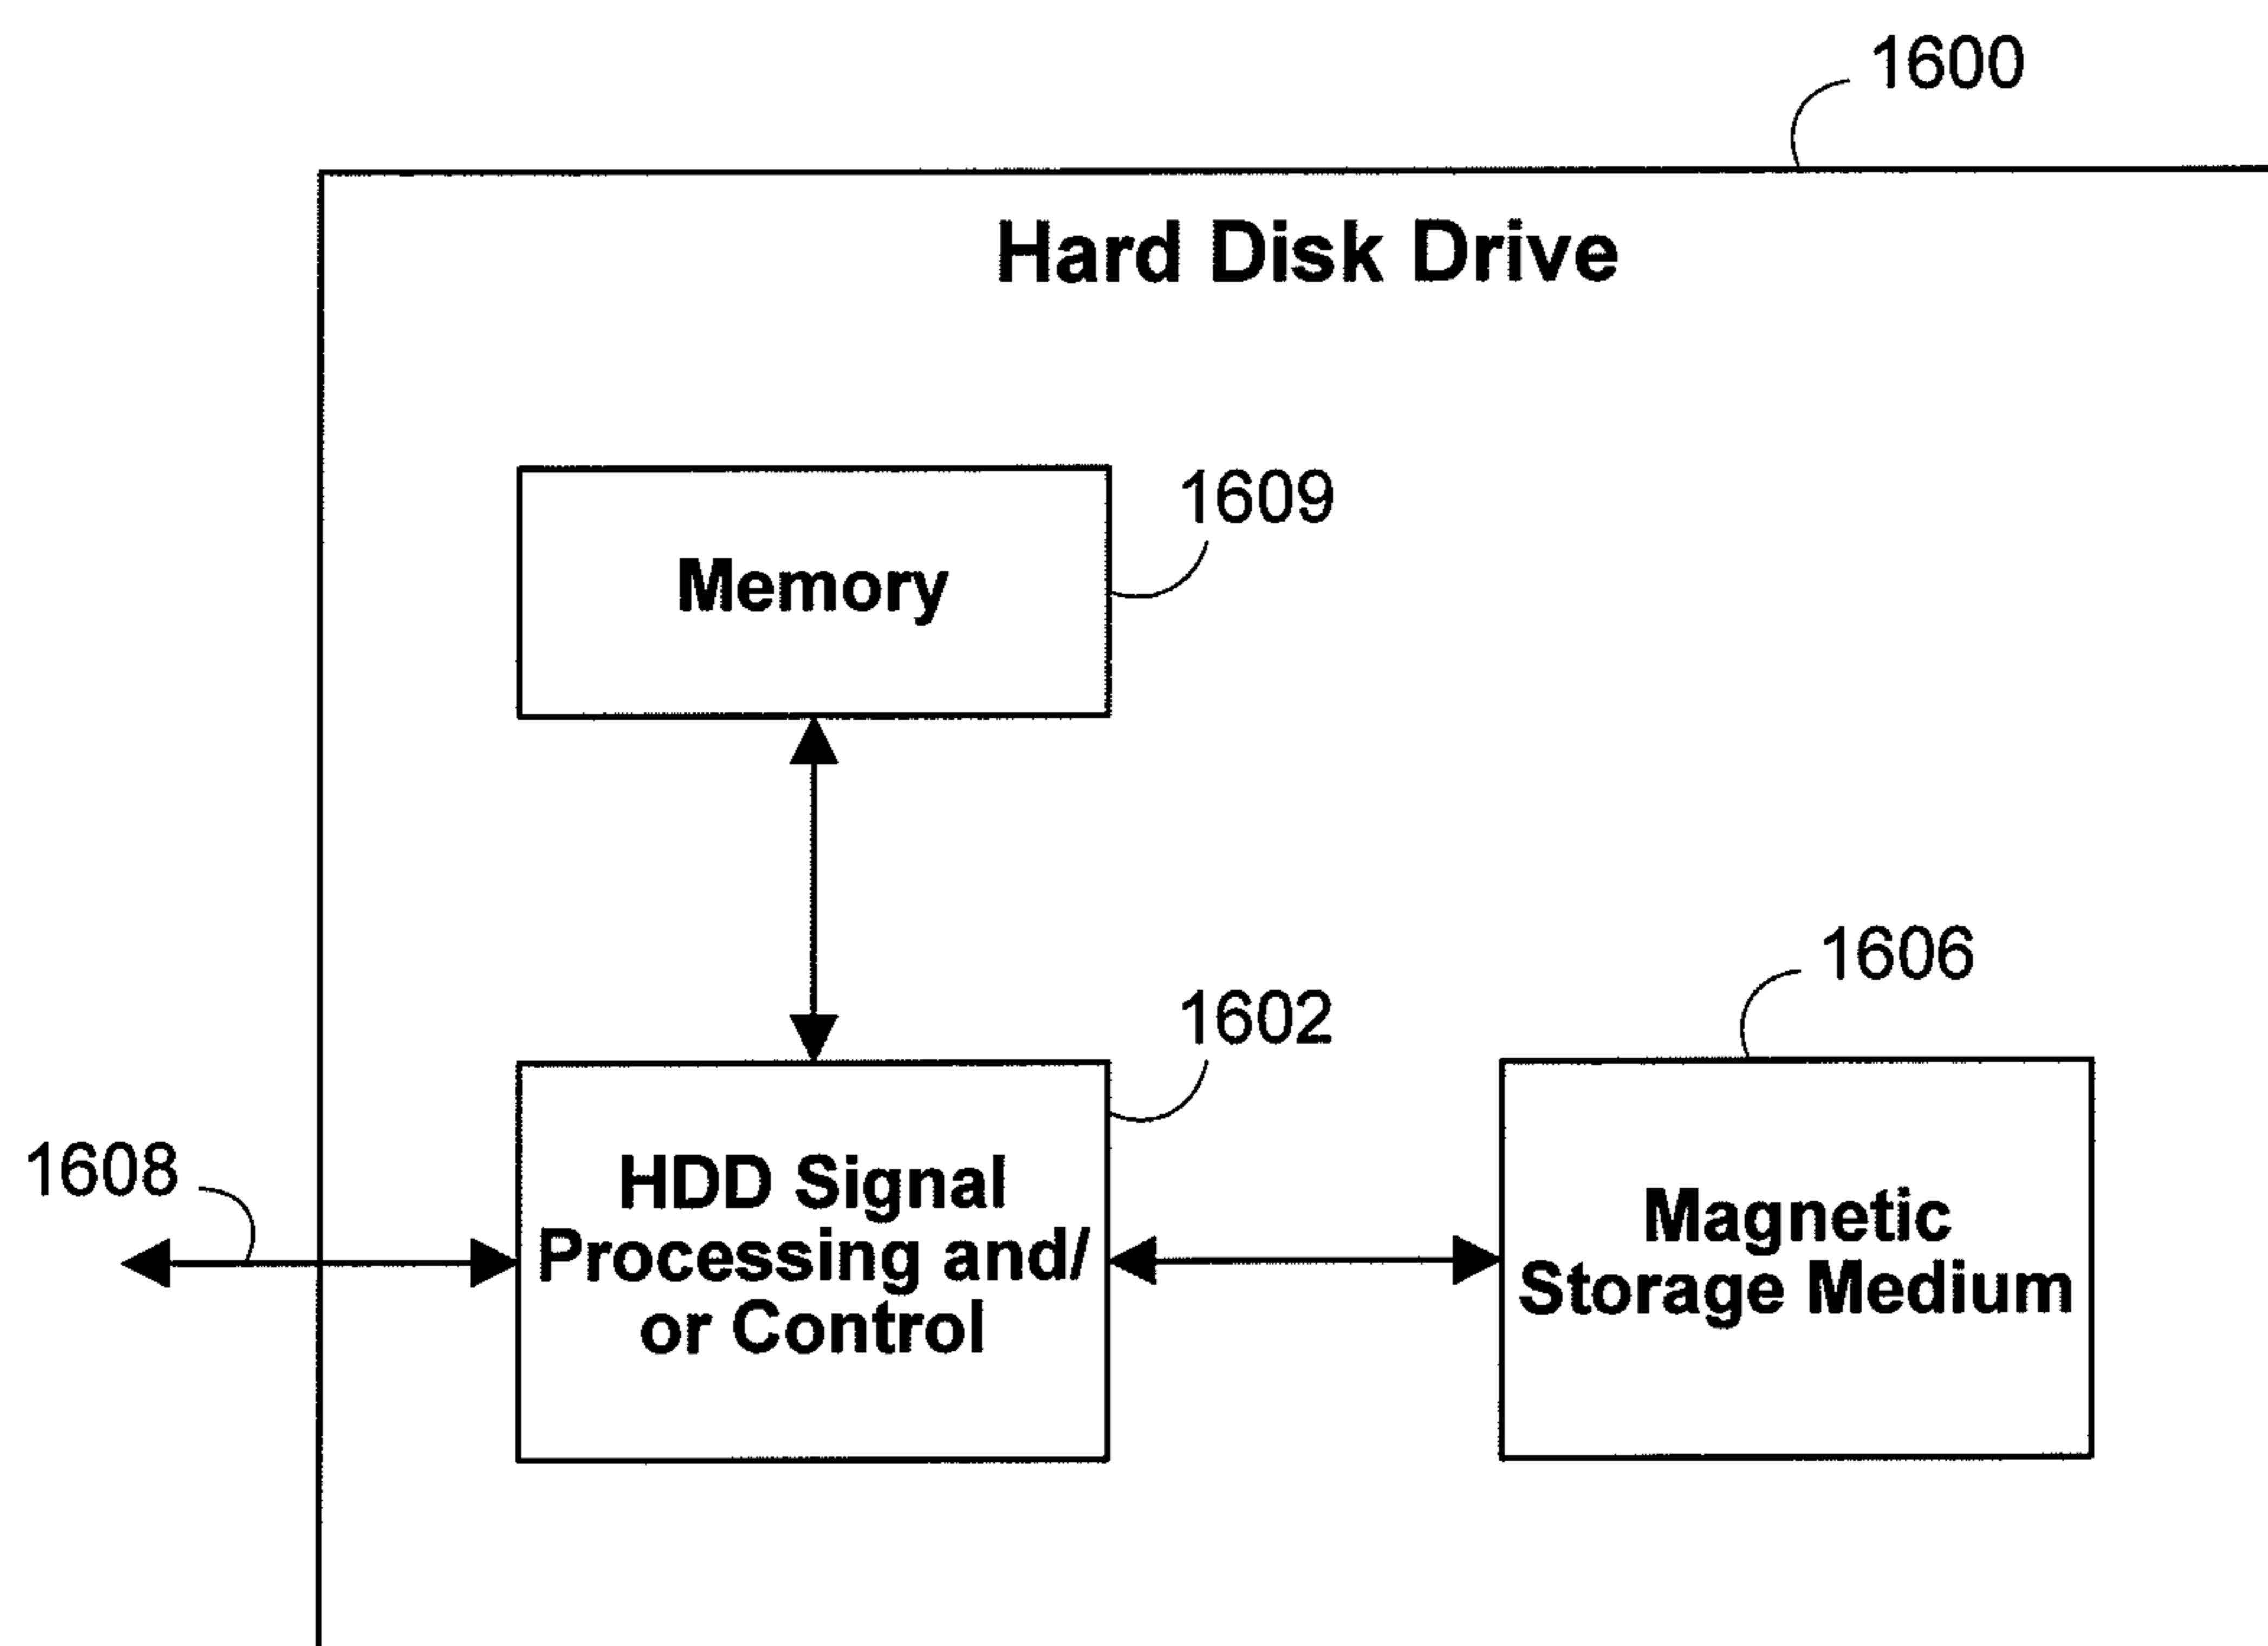 1600
Hard Disk Drive
1609
Memory
1606
1602
1608
HDD Signal
Processing and/
or Control
Magnetic
Storage Medium